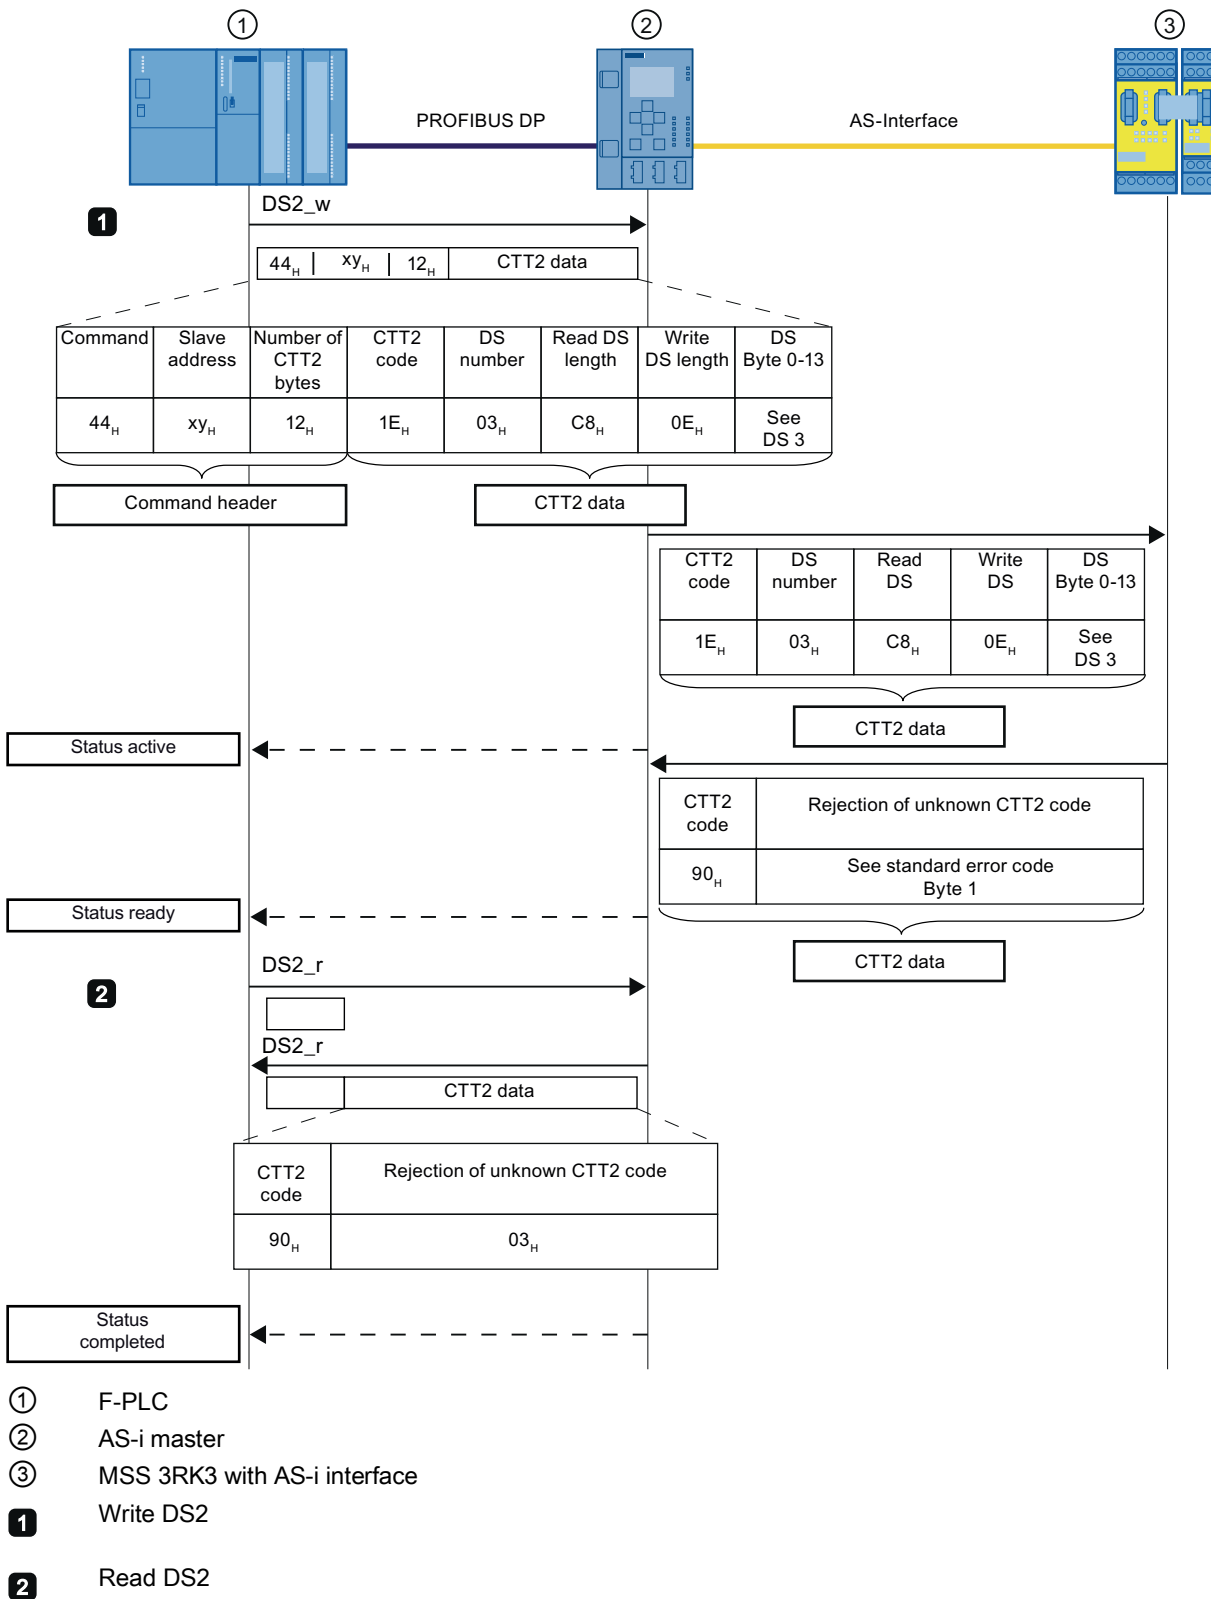 ① ② ③
PROFIBUS DP AS-Interface
1 DS2_w
44H xyH 12H CTT2 data
Command Slave address Number of CTT2 bytes CTT2 code DS number Read DS length Write DS length DS Byte 0-13
44H xyH 12H 1EH 03H C8H 0EH See DS 3
Command header CTT2 data
CTT2 code DS number Read DS Write DS DS Byte 0-13
1EH 03H C8H 0EH See DS 3
CTT2 data
Status active
CTT2 code Rejection of unknown CTT2 code
90H See standard error code Byte 1
Status ready
CTT2 data
2 DS2_r
DS2_r
CTT2 data
CTT2 code Rejection of unknown CTT2 code
90H 03H
Status completed
① F-PLC
② AS-i master
③ MSS 3RK3 with AS-i interface
1 Write DS2
2 Read DS2